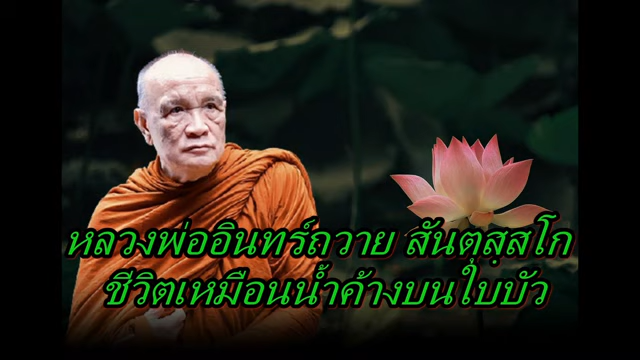 หลวงพ่ออินทร์ถวาย สันตุสฺสโก
ชีวิตเหมือนน้ำค้างบนใบบัว